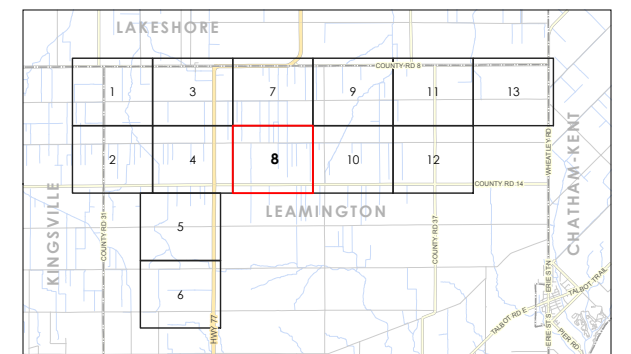 LAKESHORE
COUNTY RD 8
1
3
7
9
11
13
2
4
8
10
12
COUNTY RD 14
WHEATLEY RD
CHATHAM-KENT
KINGSVILLE
COUNTY RD 31
5
LEAMINGTON
COUNTY RD 37
6
HWY 77
ERIE ST N
TALBOT TRAIL
TALBOT RD E
ERIE ST S
PIER RD